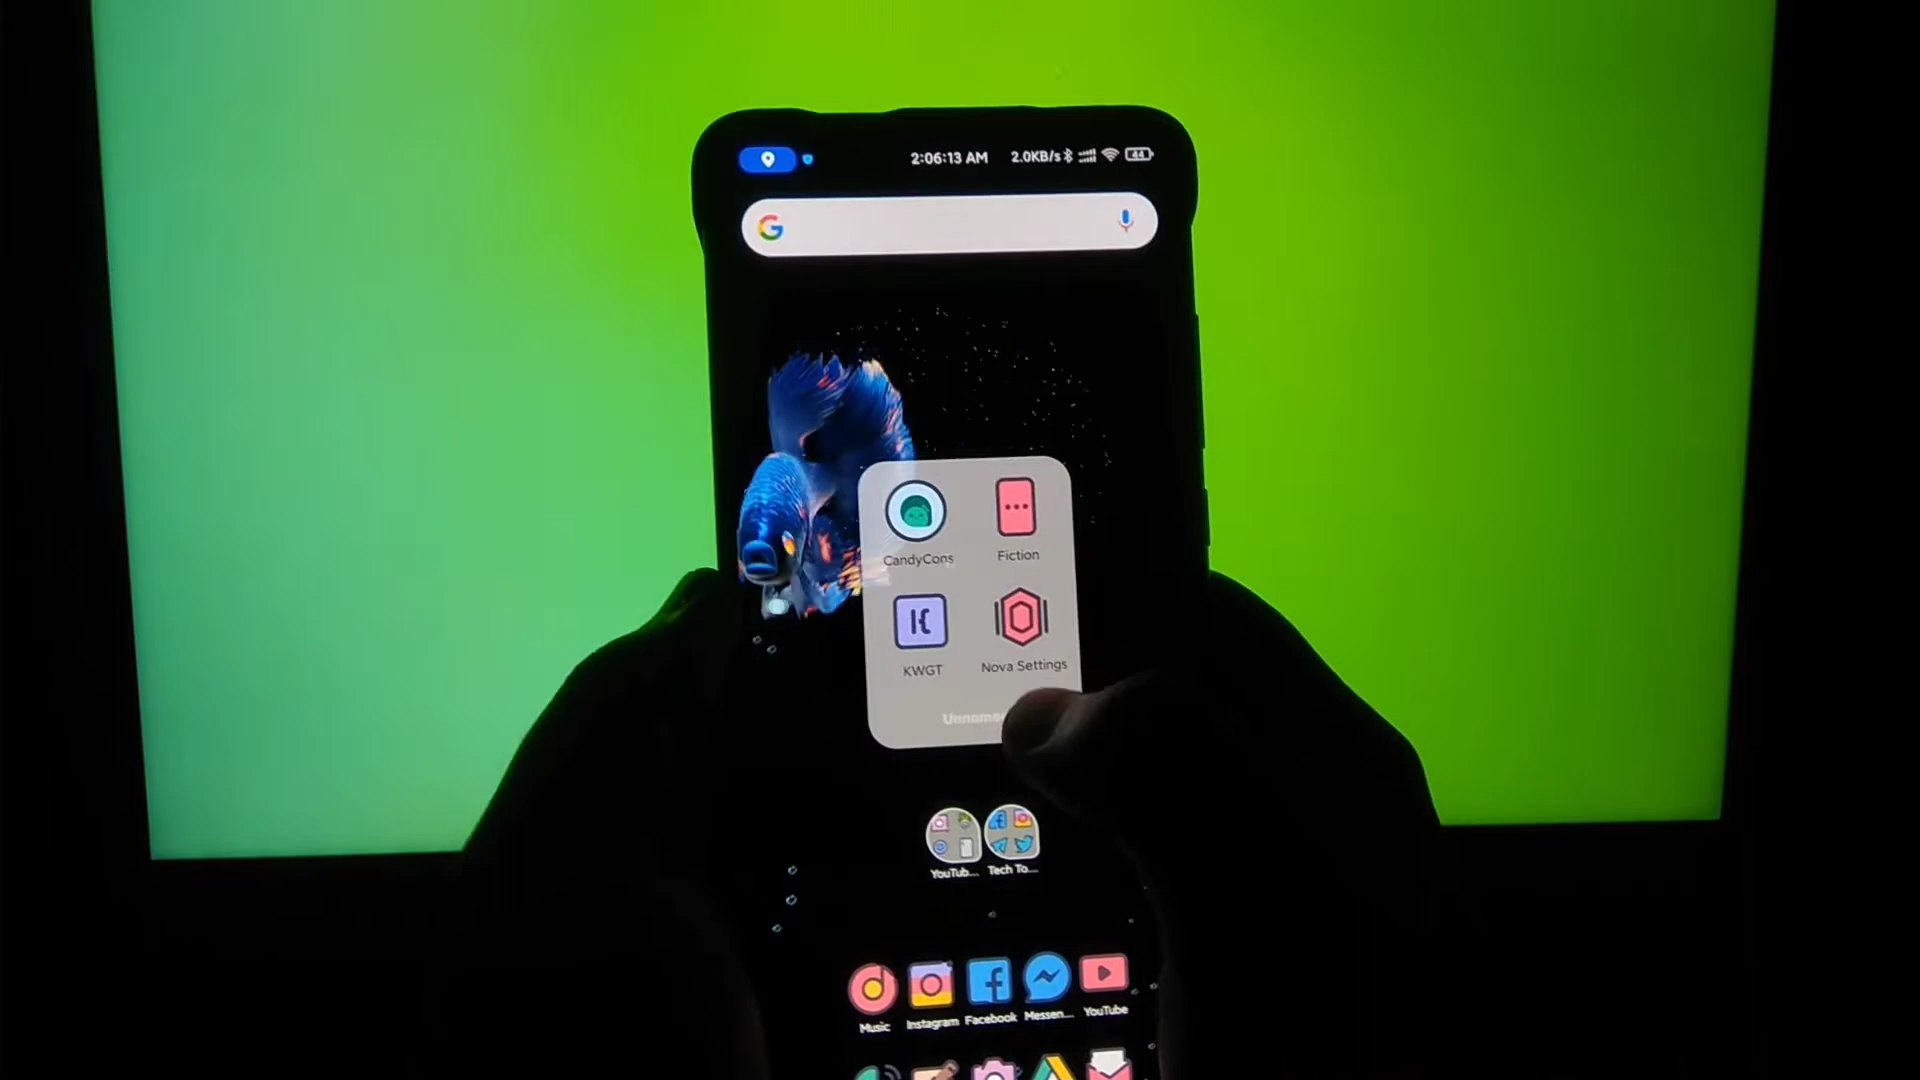 2:06:13 AM 2.0KB/s 44
CandyCons Fiction
KWGT Nova Settings
YouTub... Tech To...
Music Instagram Facebook Messen... YouTube